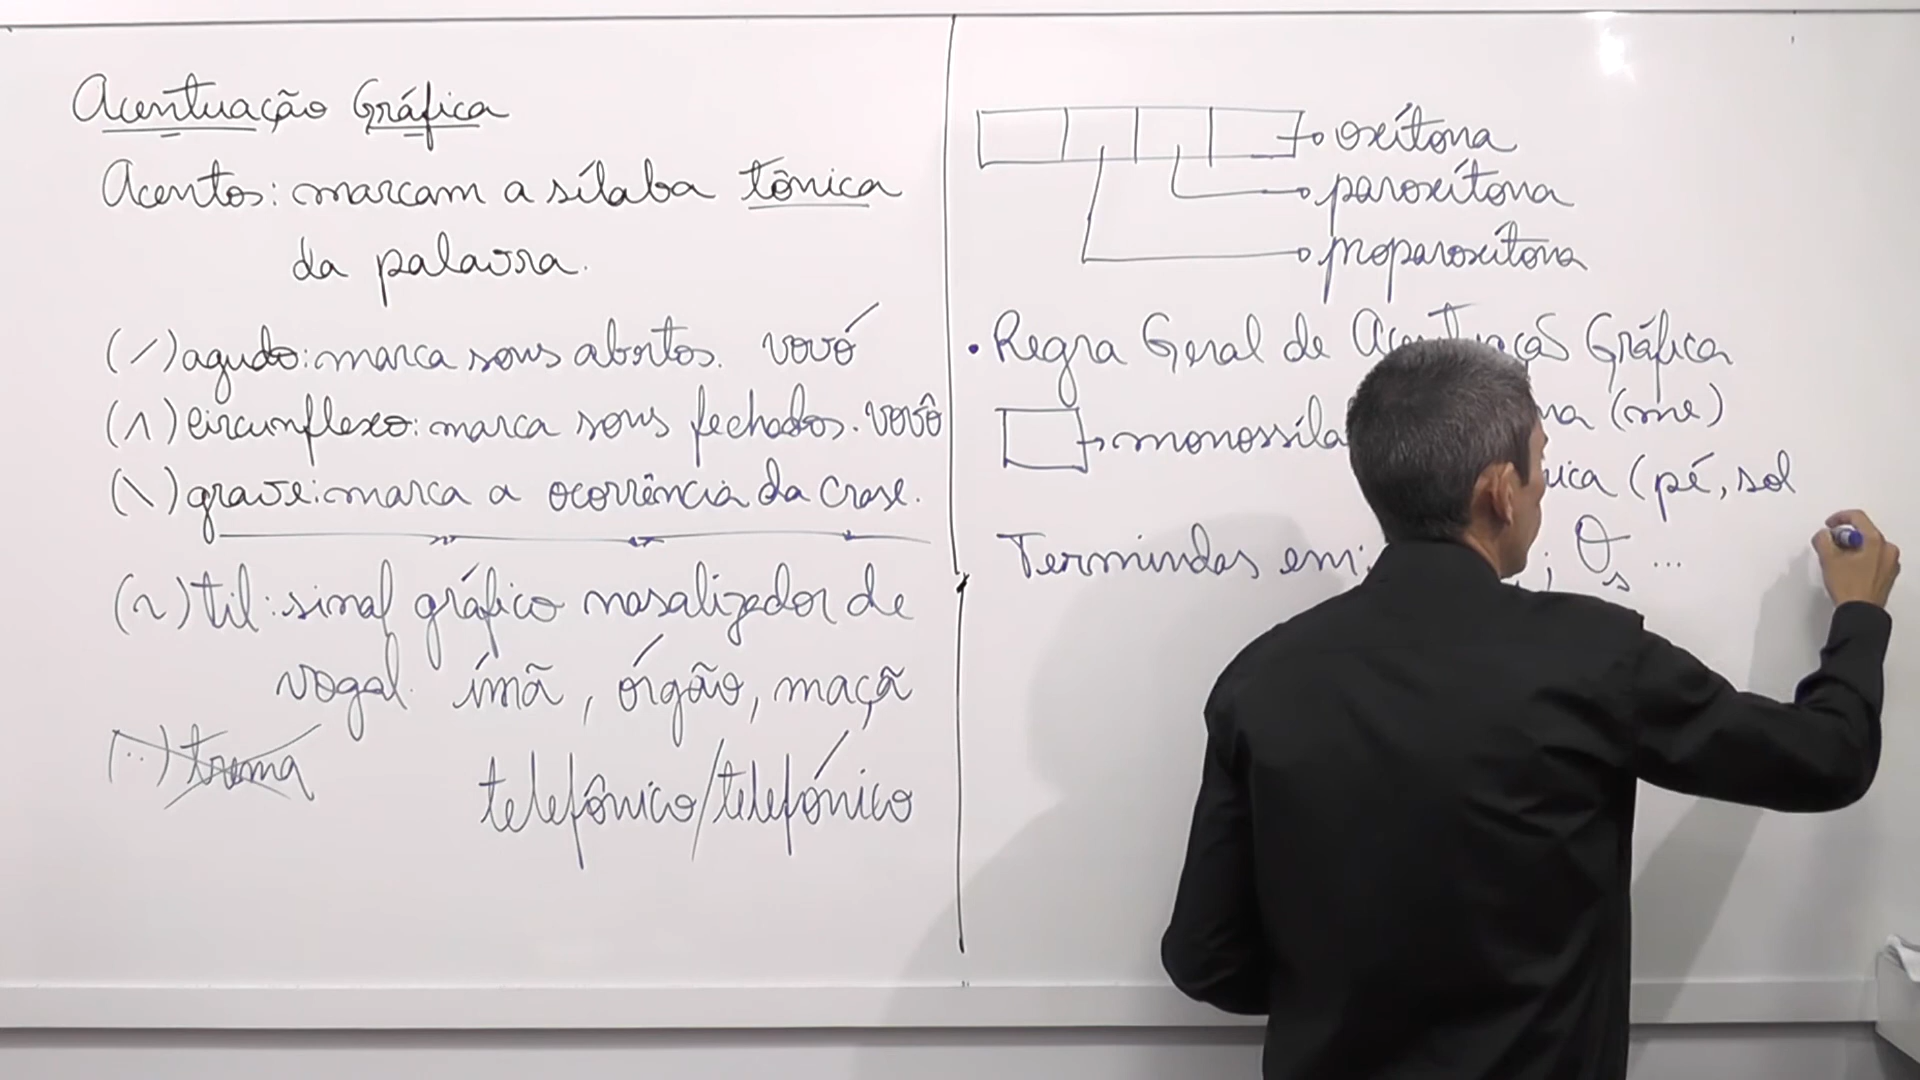 Acentuação Gráfica
Acentos: marcam a sílaba tônica
da palavra.
(/) agudo: marca sons abertos. vovó
(^) circunflexo: marca sons fechados. vovô
(\) grave: marca a ocorrência da crase.
(~) til: sinal gráfico nasalizador de
vogal. ímã, órgão, maçã
(··) trema
telefônico/telefónico
oxítona
paroxítona
proparoxítona
• Regra Geral de Gráfica
(me)
(pé, sol
Termindas em: ; O s ...